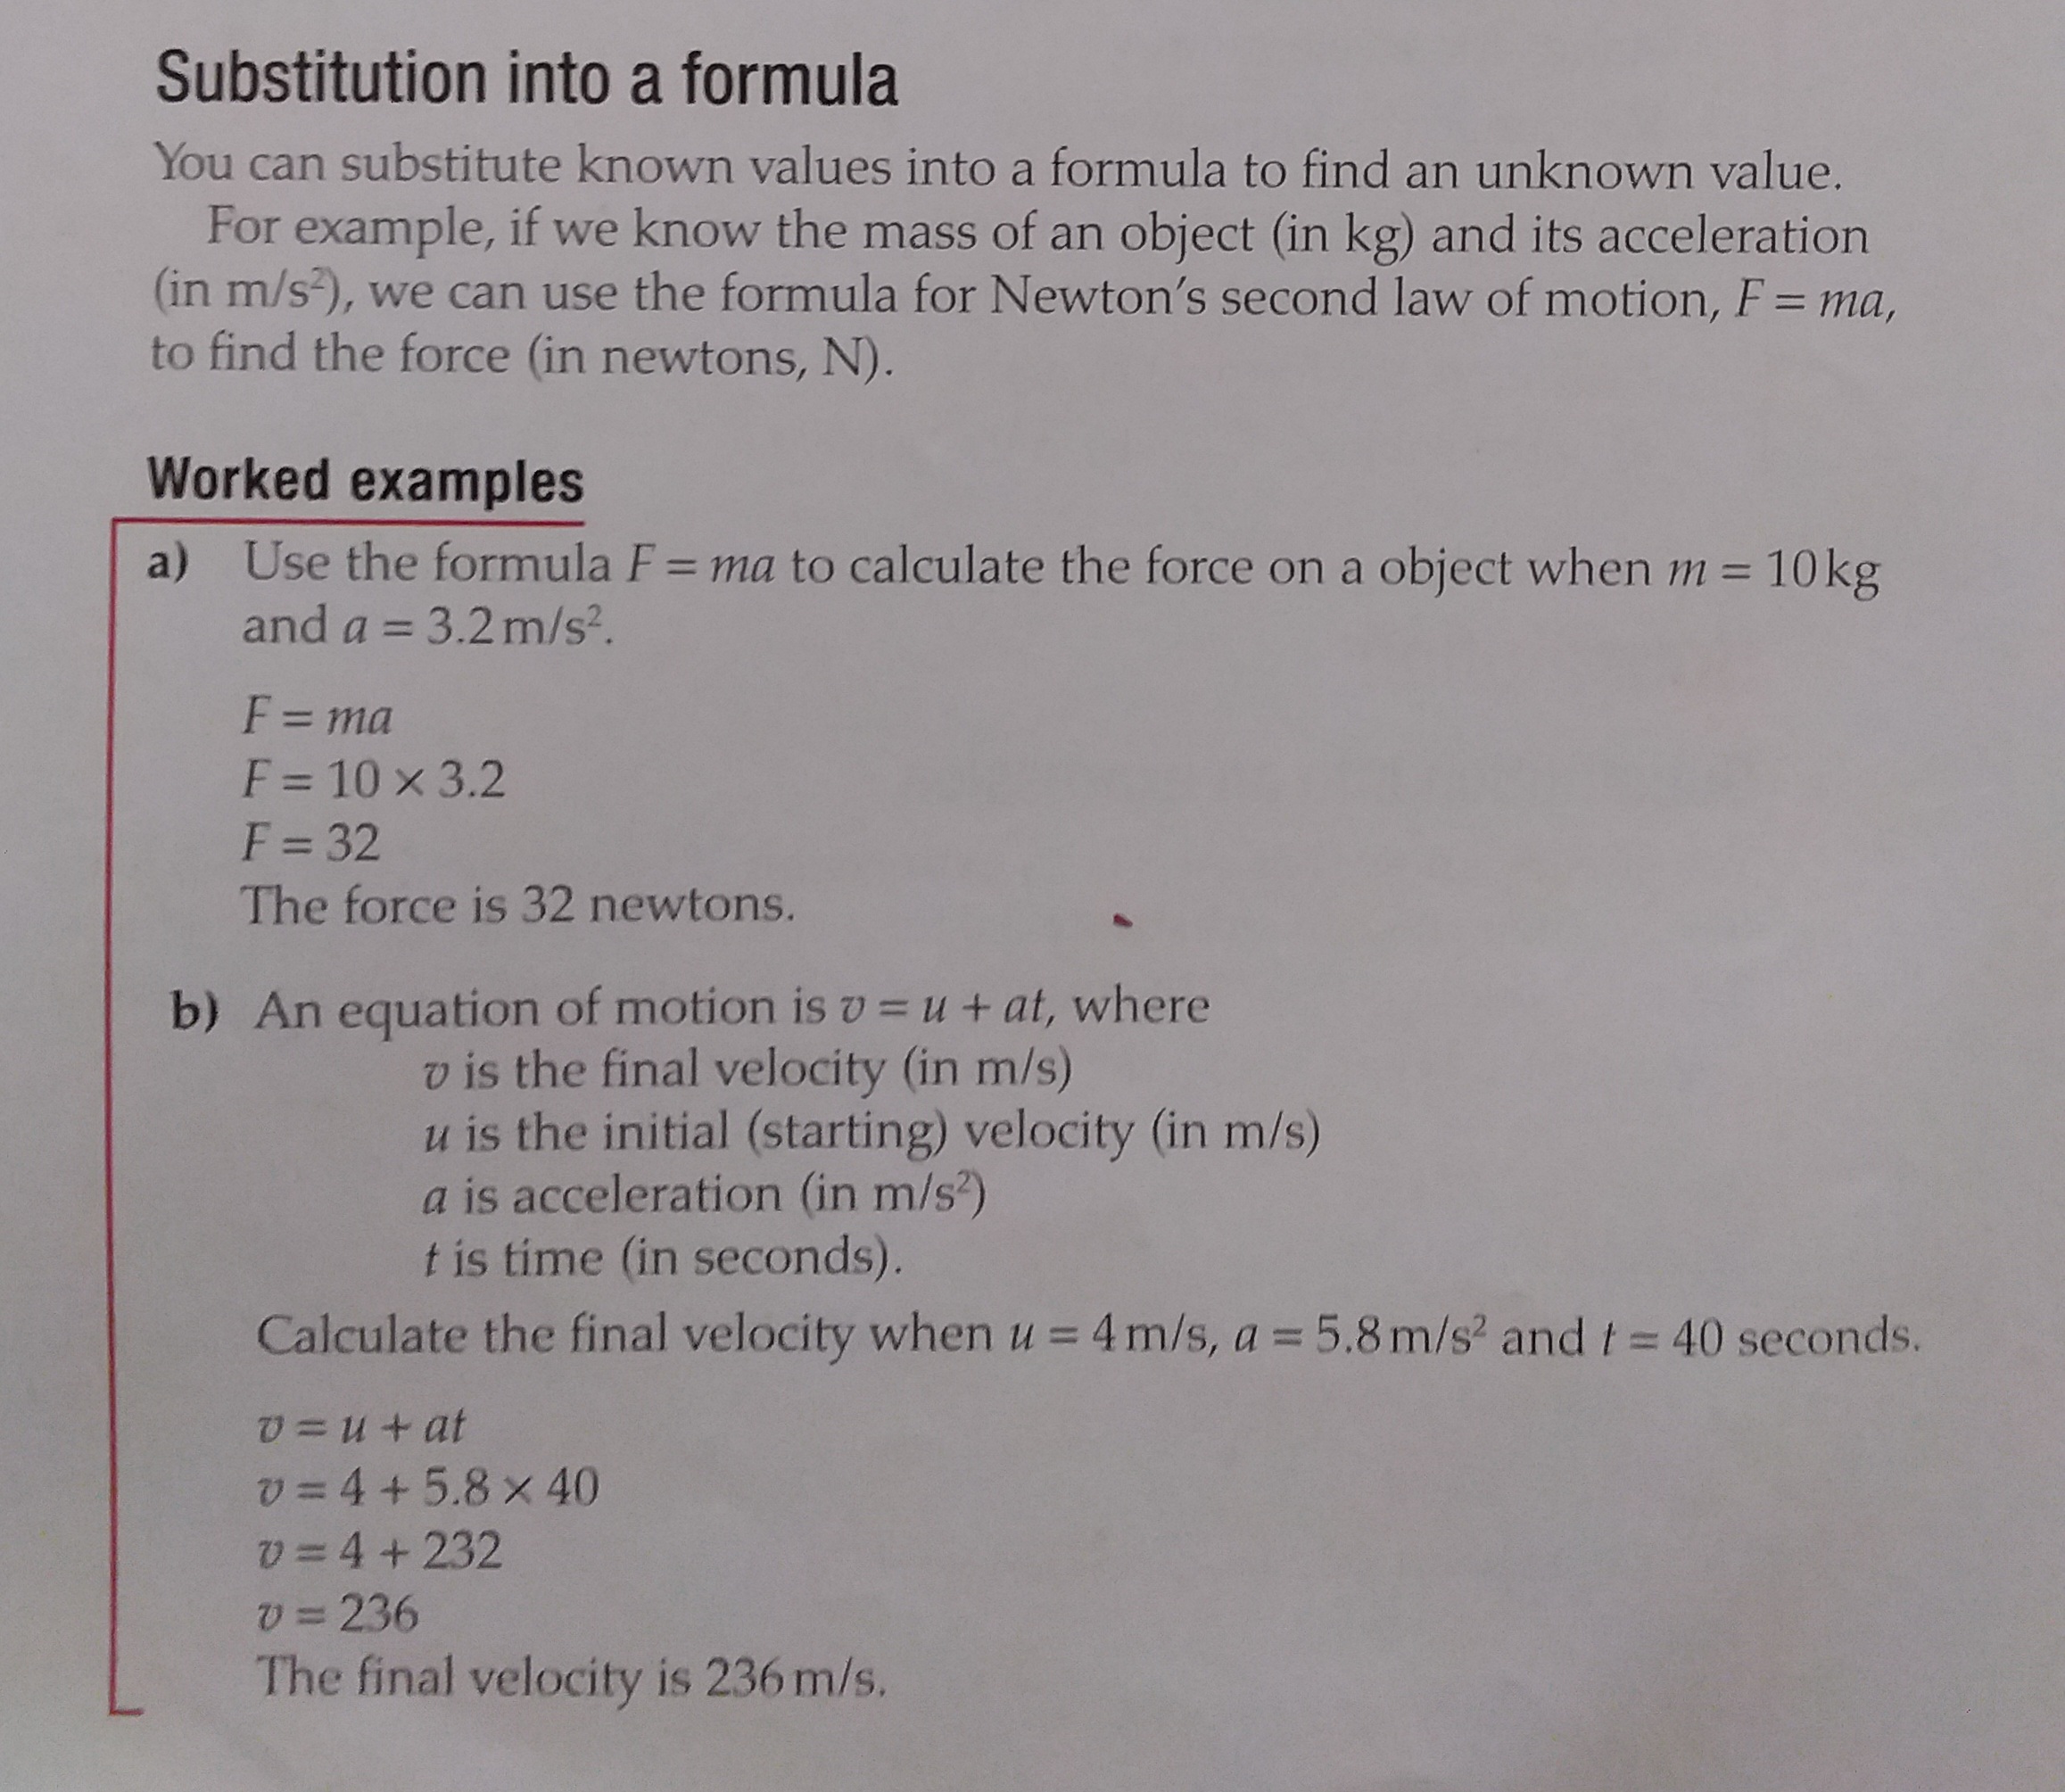 Substitution into a formula
You can substitute known values into a formula to find an unknown value.
For example, if we know the mass of an object (in kg) and its acceleration
(in m/s²), we can use the formula for Newton's second law of motion, F = ma,
to find the force (in newtons, N).
Worked examples
a) Use the formula F = ma to calculate the force on a object when m = 10 kg
and a = 3.2 m/s².
F = ma
F = 10 × 3.2
F = 32
The force is 32 newtons.
b) An equation of motion is v = u + at, where
v is the final velocity (in m/s)
u is the initial (starting) velocity (in m/s)
a is acceleration (in m/s²)
t is time (in seconds).
Calculate the final velocity when u = 4 m/s, a = 5.8 m/s² and t = 40 seconds.
v = u + at
v = 4 + 5.8 × 40
v = 4 + 232
v = 236
The final velocity is 236 m/s.